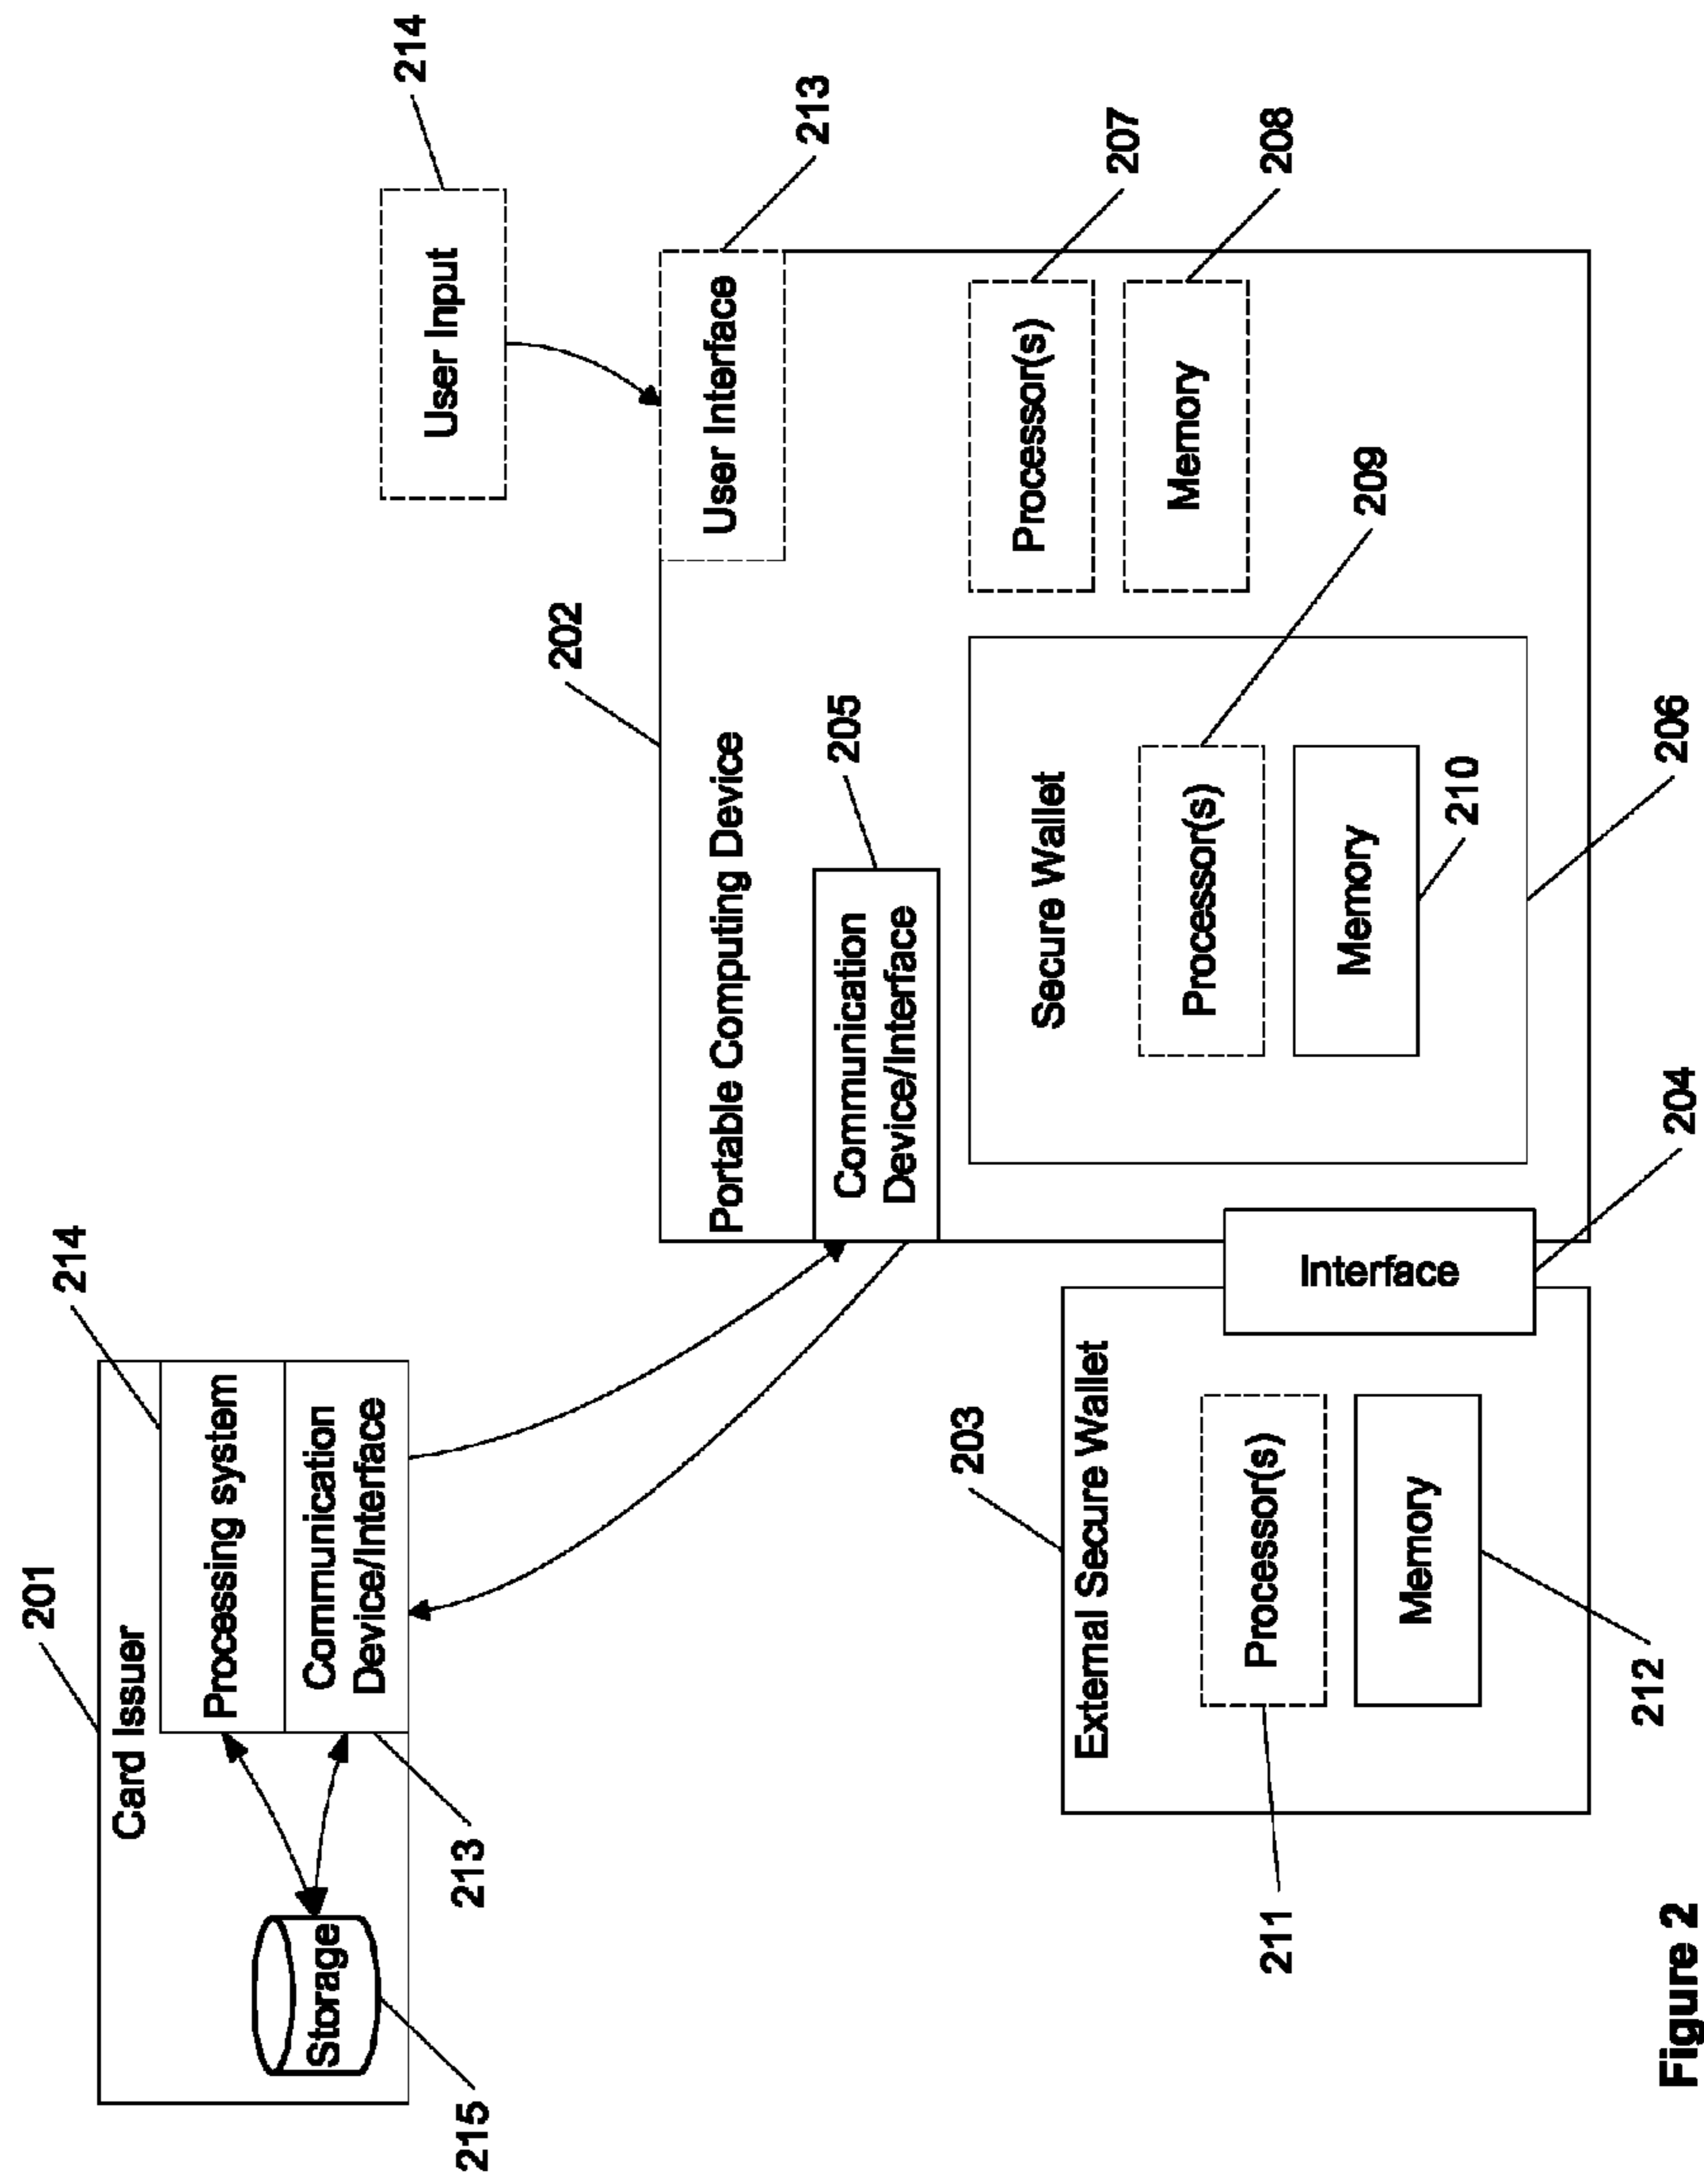 201
Card Issuer
214
Processing system
Communication
Device/Interface
Storage
215
213
214
User Input
202
Portable Computing Device
User Interface
213
Communication
Device/Interface
205
Processor(s)
207
Memory
208
Secure Wallet
Processor(s)
209
Memory
210
206
203
External Secure Wallet
Processor(s)
211
Memory
212
Interface
204
Figure 2